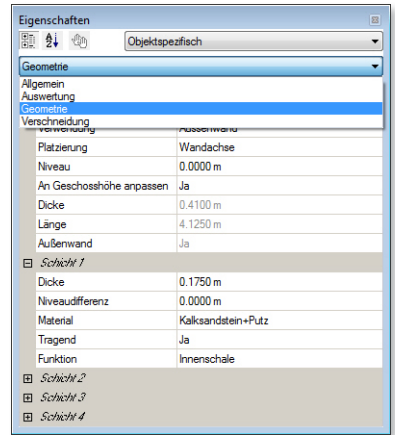 Eigenschaften
Objektspezifisch
Geometrie
Allgemein
Auswertung
Geometrie
Verschneidung
Verwendung Aussenwand
Platzierung Wandachse
Niveau 0.0000 m
An Geschosshöhe anpassen Ja
Dicke 0.4100 m
Länge 4.1250 m
Außenwand Ja
Schicht 1
Dicke 0.1750 m
Niveaudifferenz 0.0000 m
Material Kalksandstein+Putz
Tragend Ja
Funktion Innenschale
Schicht 2
Schicht 3
Schicht 4